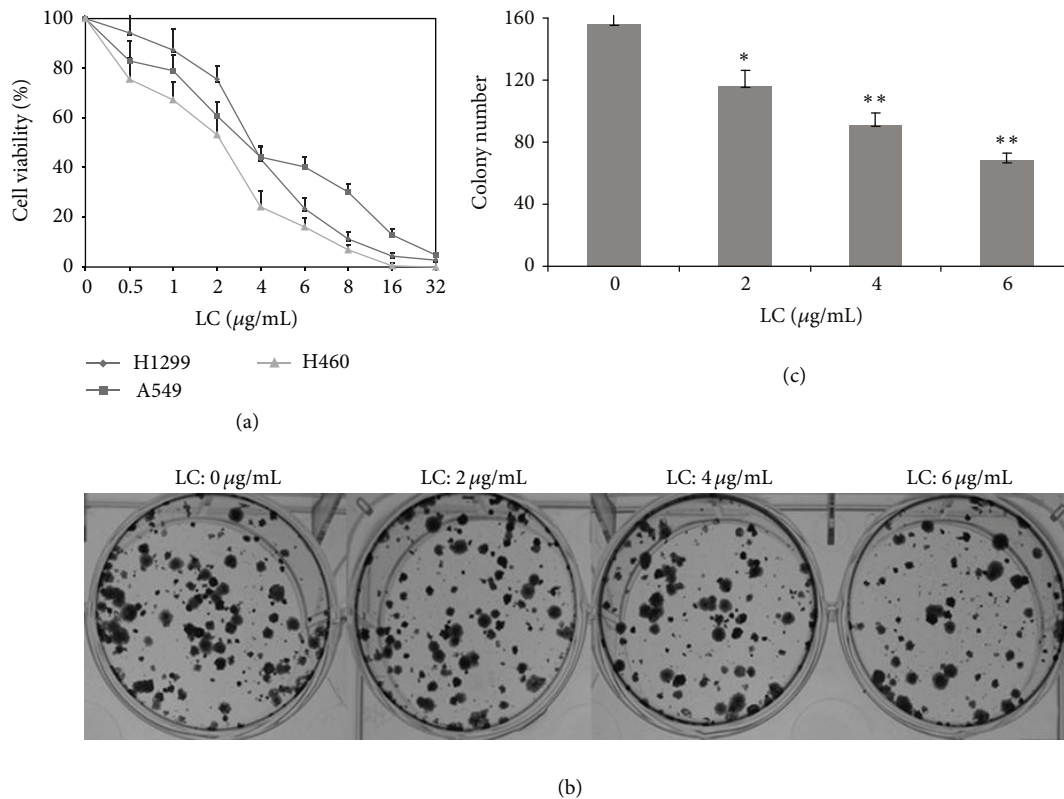 100
80
60
40
20
0
Cell viability (%)
0 0.5 1 2 4 6 8 16 32
LC (μg/mL)
H1299
H460
A549
(a)
160
120
80
40
0
Colony number
*
**
**
0 2 4 6
LC (μg/mL)
(c)
LC: 0 μg/mL
LC: 2 μg/mL
LC: 4 μg/mL
LC: 6 μg/mL
(b)